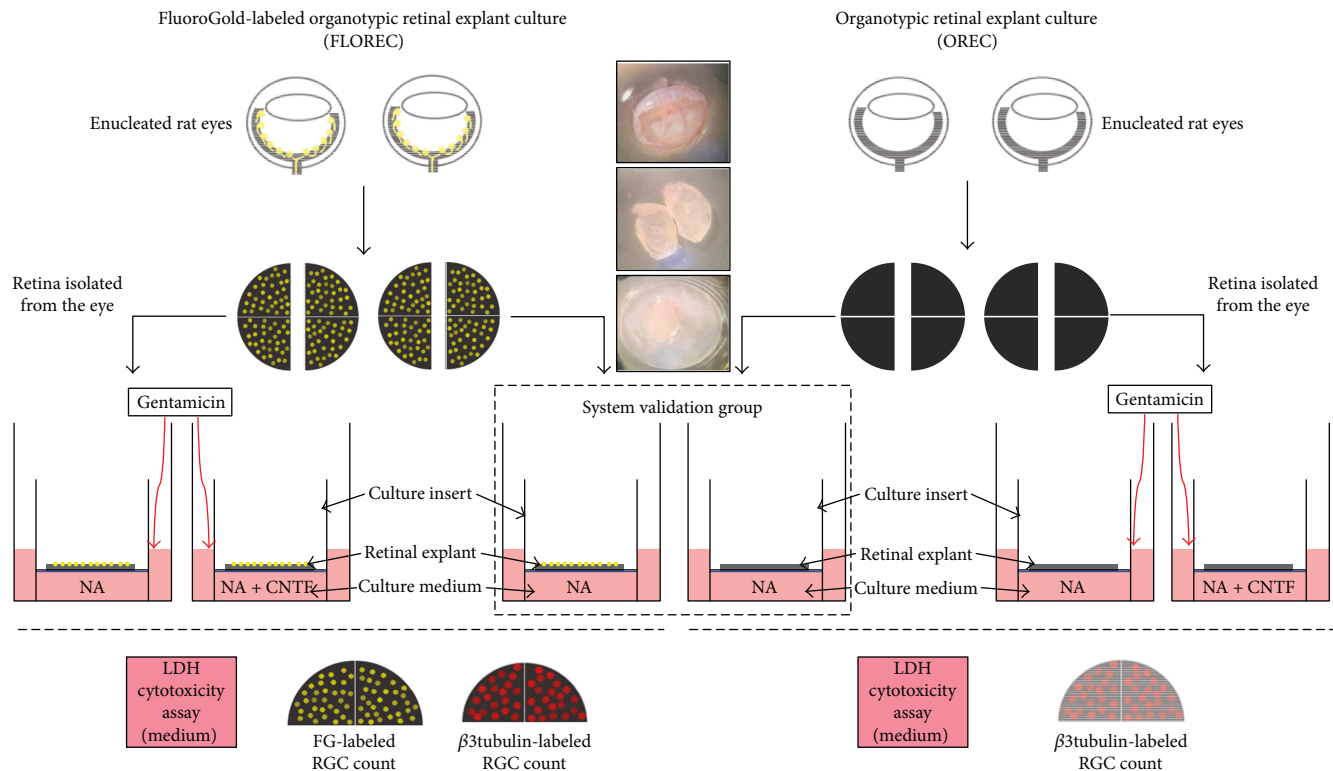 FluoroGold-labeled organotypic retinal explant culture
(FLOREC)
Organotypic retinal explant culture
(OREC)
Enucleated rat eyes
Enucleated rat eyes
Retina isolated
from the eye
Retina isolated
from the eye
Gentamicin
System validation group
Gentamicin
Culture insert
Culture insert
Retinal explant
Retinal explant
NA
NA + CNTF
Culture medium
NA
NA
Culture medium
NA
NA + CNTF
LDH
cytotoxicity
assay
(medium)
FG-labeled
RGC count
β3tubulin-labeled
RGC count
LDH
cytotoxicity
assay
(medium)
β3tubulin-labeled
RGC count